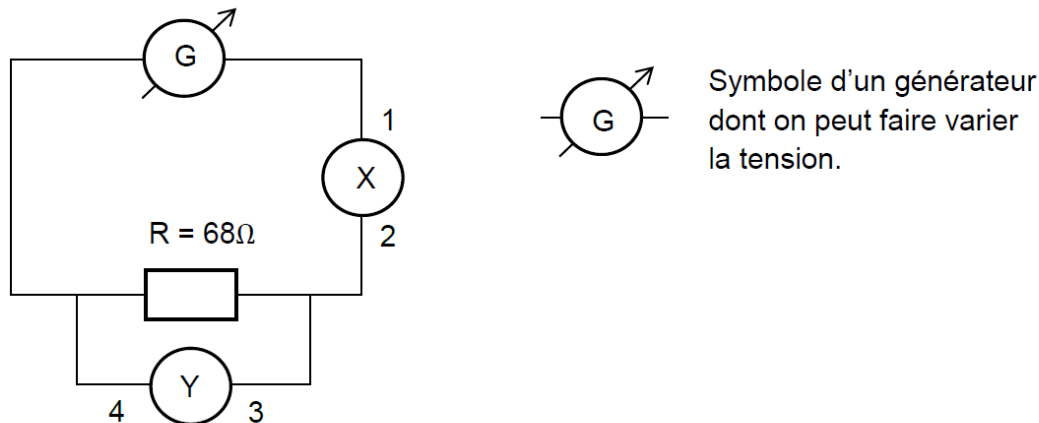 G
1
X
2
R = 68Ω
Y
4
3
G
Symbole d'un générateur
dont on peut faire varier
la tension.